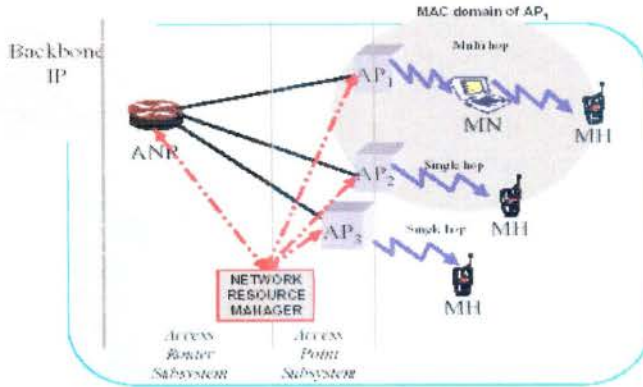 MAC domain of AP1
Backbone
IP
Multi hop
AP1
MN
MH
ANR
Single hop
AP2
MH
Single hop
AP3
MH
NETWORK
RESOURCE
MANAGER
Access
Router
Subsystem
Access
Point
Subsystem